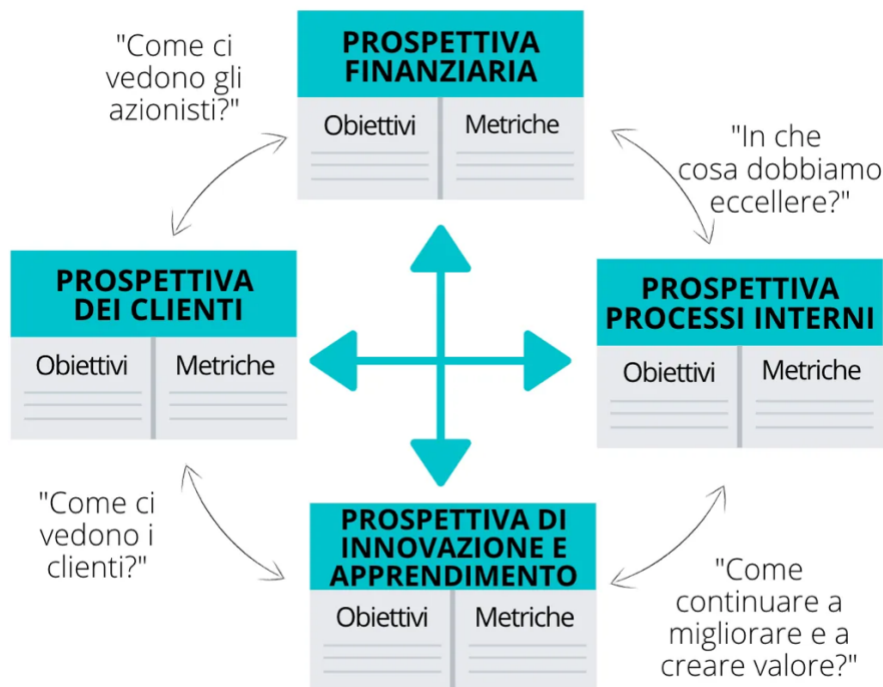 "Come ci
vedono gli
azionisti?"
PROSPETTIVA
FINANZIARIA
Obiettivi
Metriche
"In che
cosa dobbiamo
eccellere?"
PROSPETTIVA
DEI CLIENTI
Obiettivi
Metriche
PROSPETTIVA
PROCESSI INTERNI
Obiettivi
Metriche
"Come ci
vedono i
clienti?"
PROSPETTIVA DI
INNOVAZIONE E
APPRENDIMENTO
Obiettivi
Metriche
"Come
continuare a
migliorare e a
creare valore?"